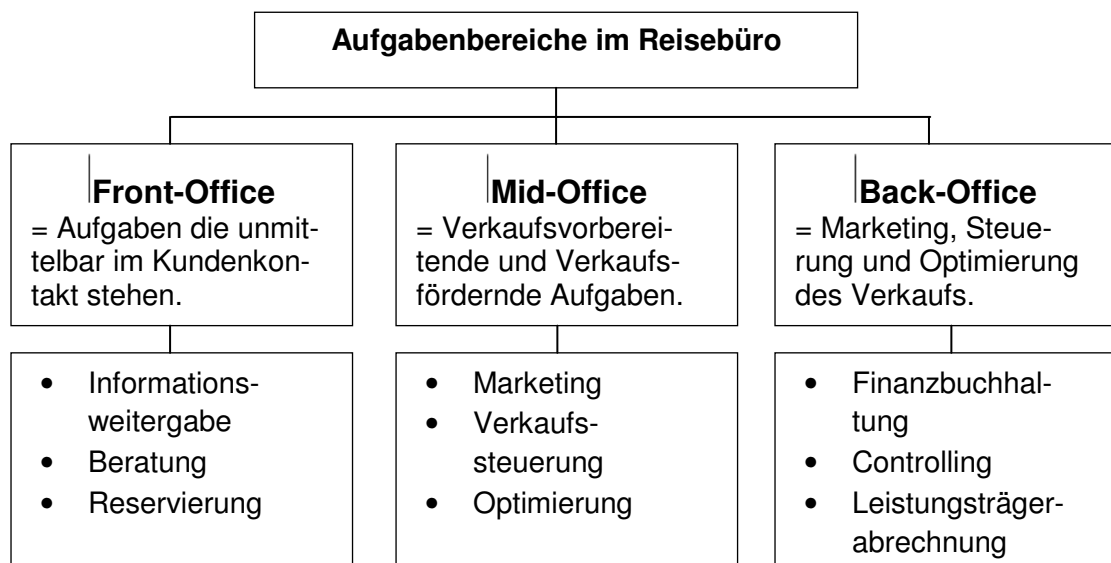 Aufgabenbereiche im Reisebüro
Front-Office
= Aufgaben die unmit-
telbar im Kundenkon-
takt stehen.
Mid-Office
= Verkaufsvorberei-
tende und Verkaufs-
fördernde Aufgaben.
Back-Office
= Marketing, Steue-
rung und Optimierung
des Verkaufs.
• Informations-
weitergabe
• Beratung
• Reservierung
• Marketing
• Verkaufs-
steuerung
• Optimierung
• Finanzbuchhal-
tung
• Controlling
• Leistungsträger-
abrechnung